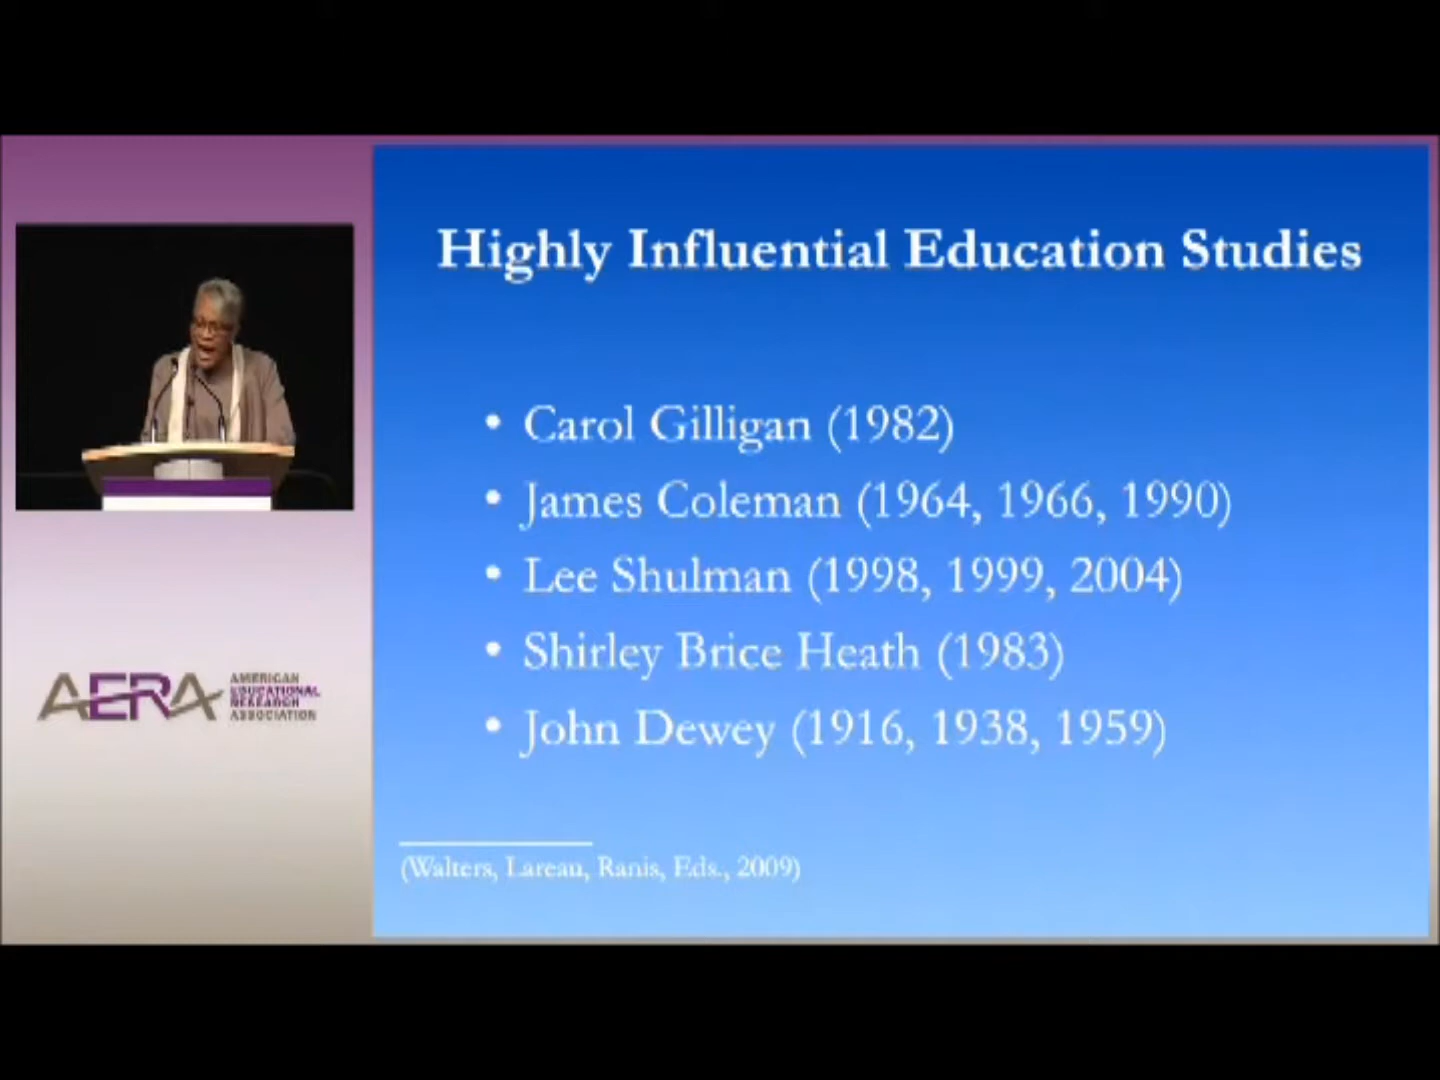 Highly Influential Education Studies
• Carol Gilligan (1982)
• James Coleman (1964, 1966, 1990)
• Lee Shulman (1998, 1999, 2004)
• Shirley Brice Heath (1983)
• John Dewey (1916, 1938, 1959)
(Walters, Lareau, Ranis, Eds., 2009)
AERA
AMERICAN
EDUCATIONAL
RESEARCH
ASSOCIATION